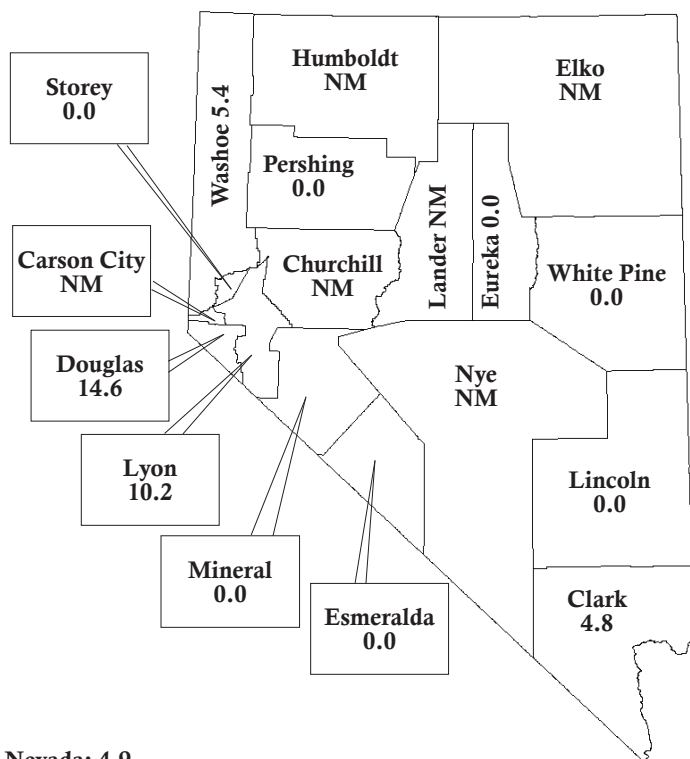 Humboldt
NM
Elko
NM
Storey
0.0
Washoe 5.4
Pershing
0.0
Lander NM
Eureka 0.0
Carson City
NM
Churchill
NM
White Pine
0.0
Douglas
14.6
Nye
NM
Lyon
10.2
Lincoln
0.0
Mineral
0.0
Esmeralda
0.0
Clark
4.8
Nevada: 4.9